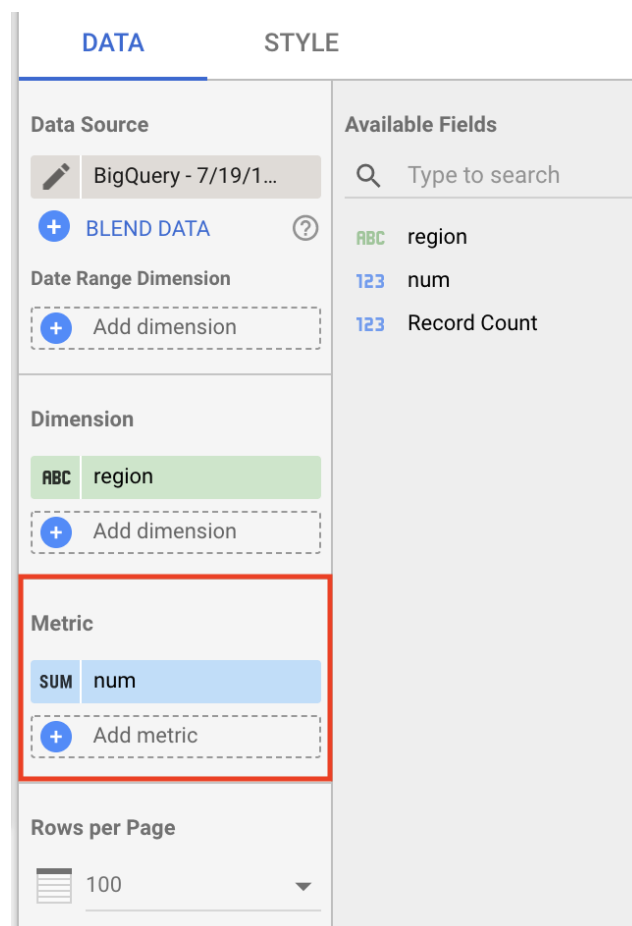 DATA
STYLE
Data Source
BigQuery - 7/19/1...
BLEND DATA
Date Range Dimension
Add dimension
Dimension
ABC region
Add dimension
Metric
SUM num
Add metric
Rows per Page
100
Available Fields
Type to search
ABC region
123 num
123 Record Count